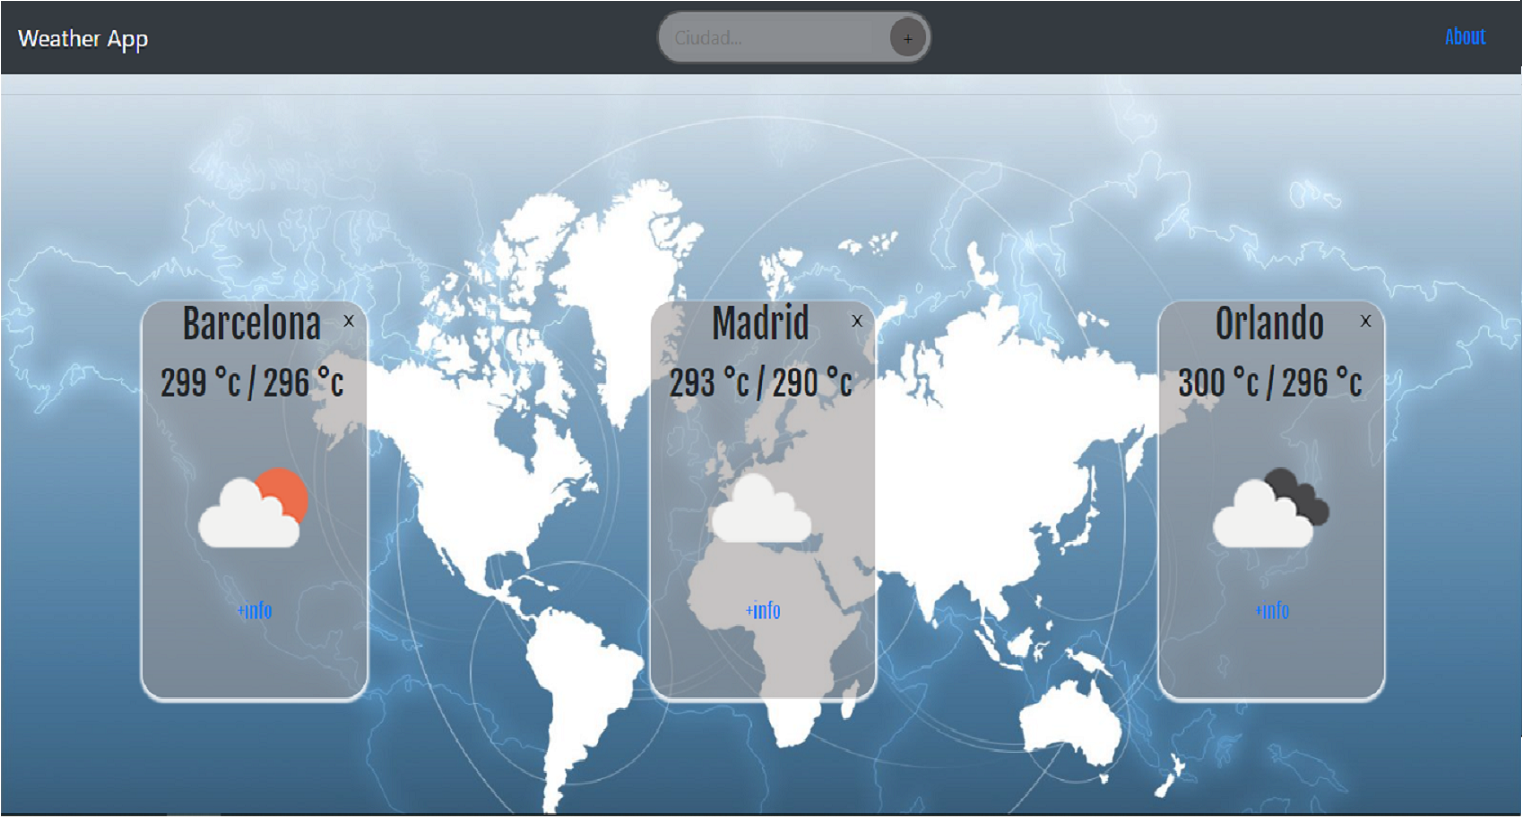 Weather App
Ciudad...
+
About
Barcelona
x
299 °c / 296 °c
+info
Madrid
x
293 °c / 290 °c
+info
Orlando
x
300 °c / 296 °c
+info